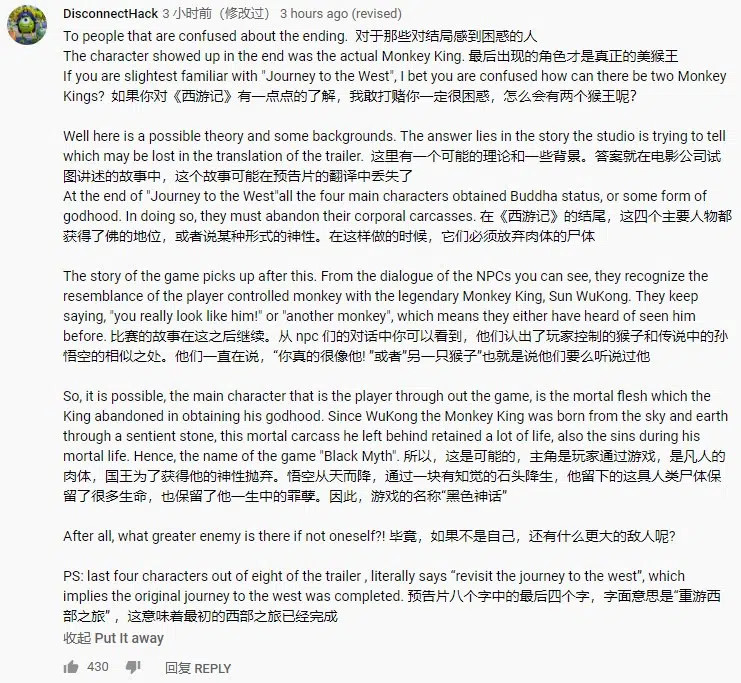 DisconnectHack 3 小时前（修改过） 3 hours ago (revised)
To people that are confused about the ending. 对于那些对结局感到困惑的人
The character showed up in the end was the actual Monkey King. 最后出现的角色才是真正的美猴王
If you are slightest familiar with "Journey to the West", I bet you are confused how can there be two Monkey
Kings? 如果你对《西游记》有一点点的了解，我敢打赌你一定很困惑，怎么会有两个猴王呢?
Well here is a possible theory and some backgrounds. The answer lies in the story the studio is trying to tell
which may be lost in the translation of the trailer. 这里有一个可能的理论和一些背景。答案就在电影公司试
图讲述的故事中，这个故事可能在预告片的翻译中丢失了
At the end of "Journey to the West"all the four main characters obtained Buddha status, or some form of
godhood. In doing so, they must abandon their corporal carcasses. 在《西游记》的结尾，这四个主要人物都
获得了佛的地位，或者说某种形式的神性。在这样做的时候，它们必须放弃肉体的尸体
The story of the game picks up after this. From the dialogue of the NPCs you can see, they recognize the
resemblance of the player controlled monkey with the legendary Monkey King, Sun WuKong. They keep
saying, "you really look like him!" or "another monkey", which means they either have heard of seen him
before. 比赛的故事在这之后继续。从 npc 们的对话中你可以看到，他们认出了玩家控制的猴子和传说中的孙
悟空的相似之处。他们一直在说，“你真的很像他! ”或者”另一只猴子”也就是说他们要么听说过他
So, it is possible, the main character that is the player through out the game, is the mortal flesh which the
King abandoned in obtaining his godhood. Since WuKong the Monkey King was born from the sky and earth
through a sentient stone, this mortal carcass he left behind retained a lot of life, also the sins during his
mortal life. Hence, the name of the game "Black Myth". 所以，这是可能的，主角是玩家通过游戏，是凡人的
肉体，国王为了获得他的神性抛弃。悟空从天而降，通过一块有知觉的石头降生，他留下的这具人类尸体保
留了很多生命，也保留了他一生中的罪孽。因此，游戏的名称“黑色神话”
After all, what greater enemy is there if not oneself?! 毕竟，如果不是自己，还有什么更大的敌人呢?
PS: last four characters out of eight of the trailer , literally says “revisit the journey to the west”, which
implies the original journey to the west was completed. 预告片八个字中的最后四个字，字面意思是“重游西
部之旅” ，这意味着最初的西部之旅已经完成
收起 Put It away
430 回复 REPLY